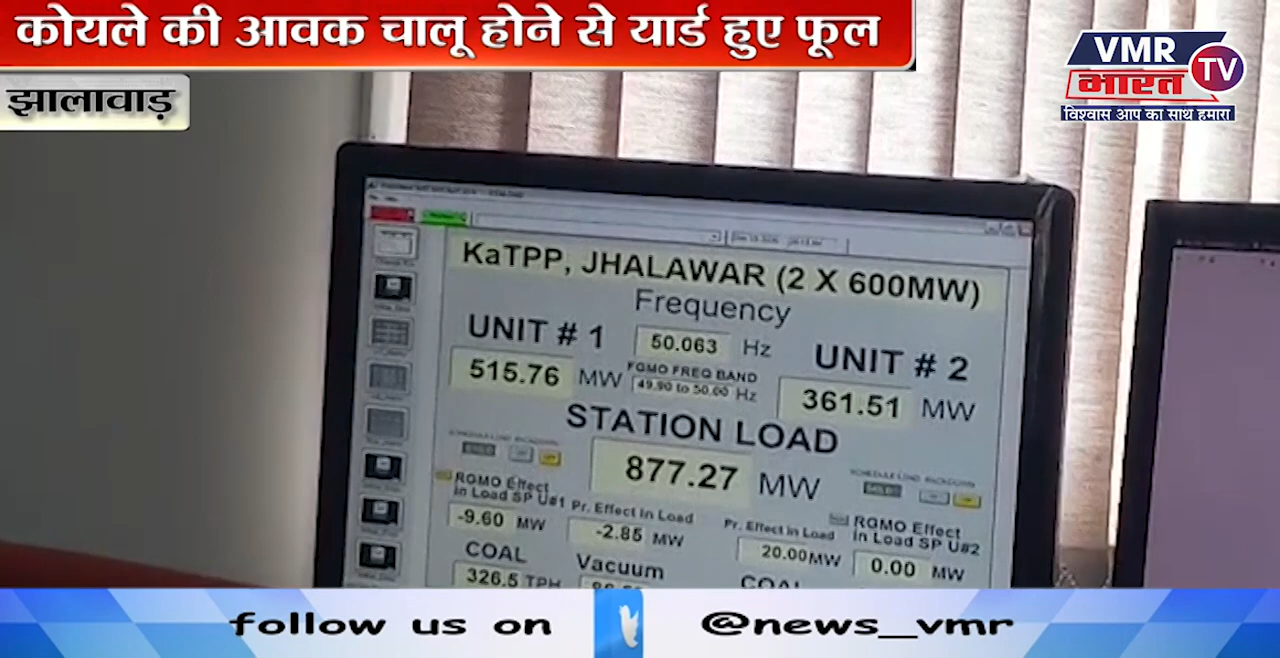 कोयले की आवक चालू होने से यार्ड हुए फूल
VMR
भारत TV
विश्वास आप का साथ हमारा
झालावाड़
KaTPP, JHALAWAR (2 X 600MW)
Frequency
UNIT # 1
50.063 Hz
UNIT # 2
515.76 MW
FGMO FREQ BAND
49.90 to 50.00 Hz
361.51 MW
STATION LOAD
877.27 MW
RGMO Effect
in Load SP U#1
-9.60 MW
Pr. Effect in Load
-2.85 MW
Pr. Effect in Load
20.00MW
RGMO Effect
in Load SP U#2
0.00 MW
COAL
326.5 TPH
Vacuum
COAL
follow us on
@news_vmr